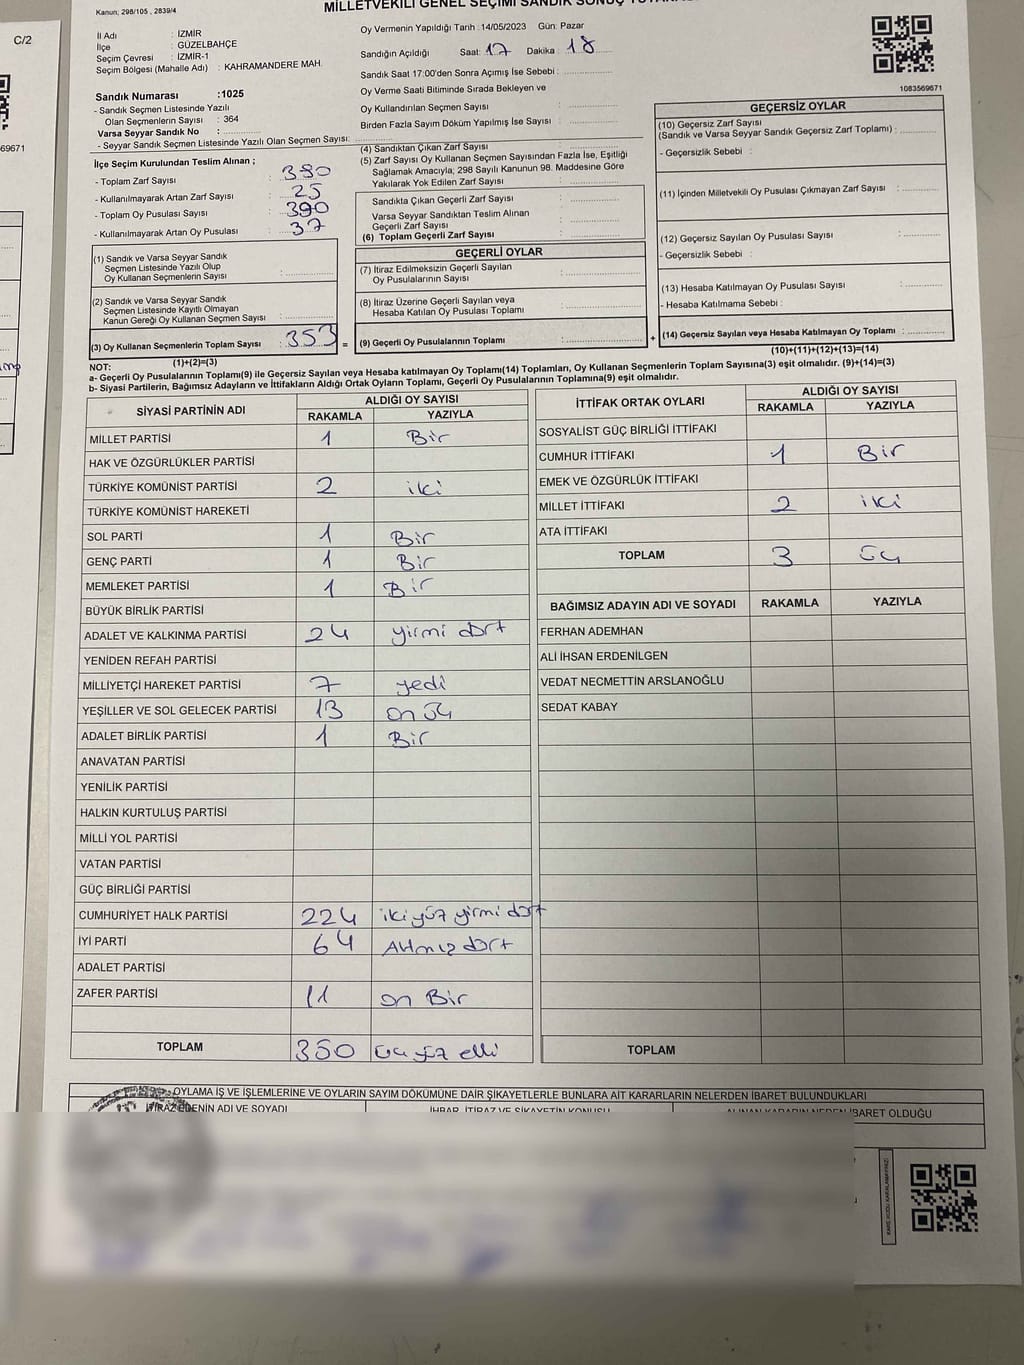 C/2
69671
Kanun; 298/105 , 2839/4
MİLLETVEKİLİ GENEL SEÇİMİ SANDIK SONUÇ
İl Adı : İZMİR
İlçe : GÜZELBAHÇE
Seçim Çevresi : İZMİR-1
Seçim Bölgesi (Mahalle Adı) : KAHRAMANDERE MAH.
Sandık Numarası :1025
- Sandık Seçmen Listesinde Yazılı
Olan Seçmenlerin Sayısı : 364
Varsa Seyyar Sandık No :
- Seyyar Sandık Seçmen Listesinde Yazılı Olan Seçmen Sayısı:
İlçe Seçim Kurulundan Teslim Alınan ;
- Toplam Zarf Sayısı : 380
- Kullanılmayarak Artan Zarf Sayısı : 25
- Toplam Oy Pusulası Sayısı : 390
- Kullanılmayarak Artan Oy Pusulası : 37
(1) Sandık ve Varsa Seyyar Sandık
Seçmen Listesinde Yazılı Olup
Oy Kullanan Seçmenlerin Sayısı :
(2) Sandık ve Varsa Seyyar Sandık
Seçmen Listesinde Kayıtlı Olmayan
Kanun Gereği Oy Kullanan Seçmen Sayısı :
(3) Oy Kullanan Seçmenlerin Toplam Sayısı : 353 =
(1)+(2)=(3)
Oy Vermenin Yapıldığı Tarih : 14/05/2023 Gün: Pazar
Sandığın Açıldığı Saat: 17 Dakika : 18
Sandık Saat 17:00'den Sonra Açımış İse Sebebi :
Oy Verme Saati Bitiminde Sırada Bekleyen ve
Oy Kullandırılan Seçmen Sayısı :
Birden Fazla Sayım Döküm Yapılmış İse Sayısı :
(4) Sandıktan Çıkan Zarf Sayısı :
(5) Zarf Sayısı Oy Kullanan Seçmen Sayısından Fazla İse, Eşitliği
Sağlamak Amacıyla; 298 Sayılı Kanunun 98. Maddesine Göre
Yakılarak Yok Edilen Zarf Sayısı :
Sandıkta Çıkan Geçerli Zarf Sayısı :
Varsa Seyyar Sandıktan Teslim Alınan
Geçerli Zarf Sayısı :
(6) Toplam Geçerli Zarf Sayısı :
GEÇERLİ OYLAR
(7) İtiraz Edilmeksizin Geçerli Sayılan
Oy Pusulalarının Sayısı :
(8) İtiraz Üzerine Geçerli Sayılan veya
Hesaba Katılan Oy Pusulası Toplamı :
(9) Geçerli Oy Pusulalarının Toplamı : +
1083569671
GEÇERSİZ OYLAR
(10) Geçersiz Zarf Sayısı
(Sandık ve Varsa Seyyar Sandık Geçersiz Zarf Toplamı) :
- Geçersizlik Sebebi :
(11) İçinden Milletvekili Oy Pusulası Çıkmayan Zarf Sayısı :
(12) Geçersiz Sayılan Oy Pusulası Sayısı :
- Geçersizlik Sebebi :
(13) Hesaba Katılmayan Oy Pusulası Sayısı :
- Hesaba Katılmama Sebebi :
(14) Geçersiz Sayılan veya Hesaba Katılmayan Oy Toplamı :
(10)+(11)+(12)+(13)=(14)
NOT:
a- Geçerli Oy Pusulalarının Toplamı(9) ile Geçersiz Sayılan veya Hesaba katılmayan Oy Toplamı(14) Toplamları, Oy Kullanan Seçmenlerin Toplam Sayısına(3) eşit olmalıdır. (9)+(14)=(3)
b- Siyasi Partilerin, Bağımsız Adayların ve İttifakların Aldığı Ortak Oyların Toplamı, Geçerli Oy Pusulalarının Toplamına(9) eşit olmalıdır.
SİYASİ PARTİNİN ADI ALDIĞI OY SAYISI
RAKAMLA YAZIYLA
MİLLET PARTİSİ 1 Bir
HAK VE ÖZGÜRLÜKLER PARTİSİ
TÜRKİYE KOMÜNİST PARTİSİ 2 iki
TÜRKİYE KOMÜNİST HAREKETİ
SOL PARTİ 1 Bir
GENÇ PARTİ 1 Bir
MEMLEKET PARTİSİ 1 Bir
BÜYÜK BİRLİK PARTİSİ
ADALET VE KALKINMA PARTİSİ 24 yirmi dört
YENİDEN REFAH PARTİSİ
MİLLİYETÇİ HAREKET PARTİSİ 7 yedi
YEŞİLLER VE SOL GELECEK PARTİSİ 13 on üç
ADALET BİRLİK PARTİSİ 1 Bir
ANAVATAN PARTİSİ
YENİLİK PARTİSİ
HALKIN KURTULUŞ PARTİSİ
MİLLİ YOL PARTİSİ
VATAN PARTİSİ
GÜÇ BİRLİĞİ PARTİSİ
CUMHURİYET HALK PARTİSİ 224 iki yüz yirmi dört
İYİ PARTİ 64 Altmış dört
ADALET PARTİSİ
ZAFER PARTİSİ 11 on Bir
TOPLAM 350 üç yüz elli
İTTİFAK ORTAK OYLARI ALDIĞI OY SAYISI
RAKAMLA YAZIYLA
SOSYALİST GÜÇ BİRLİĞİ İTTİFAKI
CUMHUR İTTİFAKI 1 Bir
EMEK VE ÖZGÜRLÜK İTTİFAKI
MİLLET İTTİFAKI 2 iki
ATA İTTİFAKI
TOPLAM 3 üç
BAĞIMSIZ ADAYIN ADI VE SOYADI RAKAMLA YAZIYLA
FERHAN ADEMHAN
ALİ İHSAN ERDENİLGEN
VEDAT NECMETTİN ARSLANOĞLU
SEDAT KABAY
TOPLAM
OYLAMA İŞ VE İŞLEMLERİNE VE OYLARIN SAYIM DÖKÜMÜNE DAİR ŞİKAYETLERLE BUNLARA AİT KARARLARIN NELERDEN İBARET BULUNDUKLARI
İTİRAZ EDENİN ADI VE SOYADI İHBAR, İTİRAZ VE ŞİKAYETİN KONUSU ALINAN KARARIN NEDEN İBARET OLDUĞU